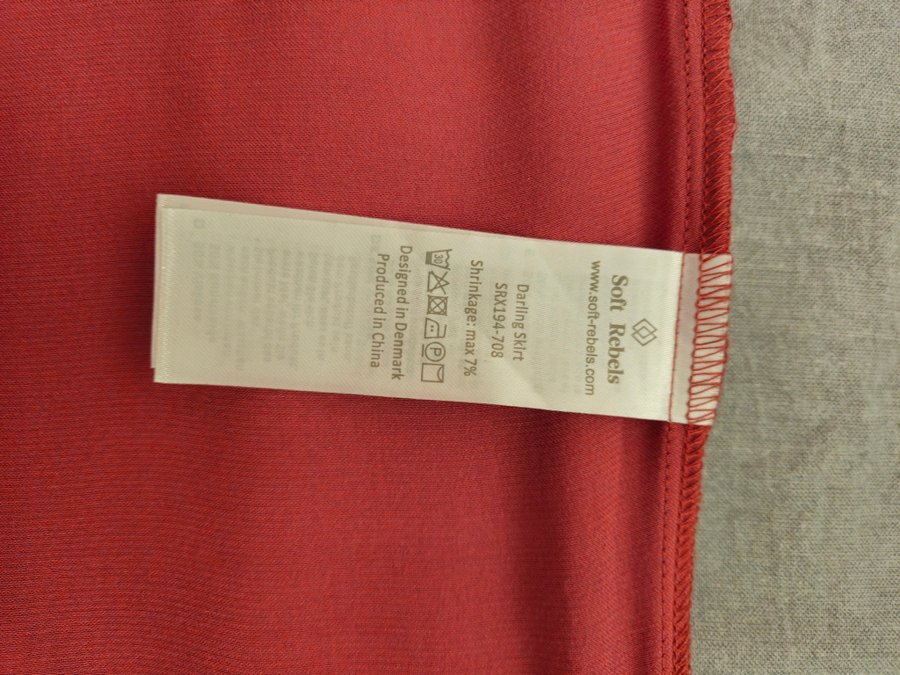 Soft Rebels
www.soft-rebels.com
Darling Skirt
SRX194-708
Shrinkage: max 7%
30
P
Designed in Denmark
Produced in China